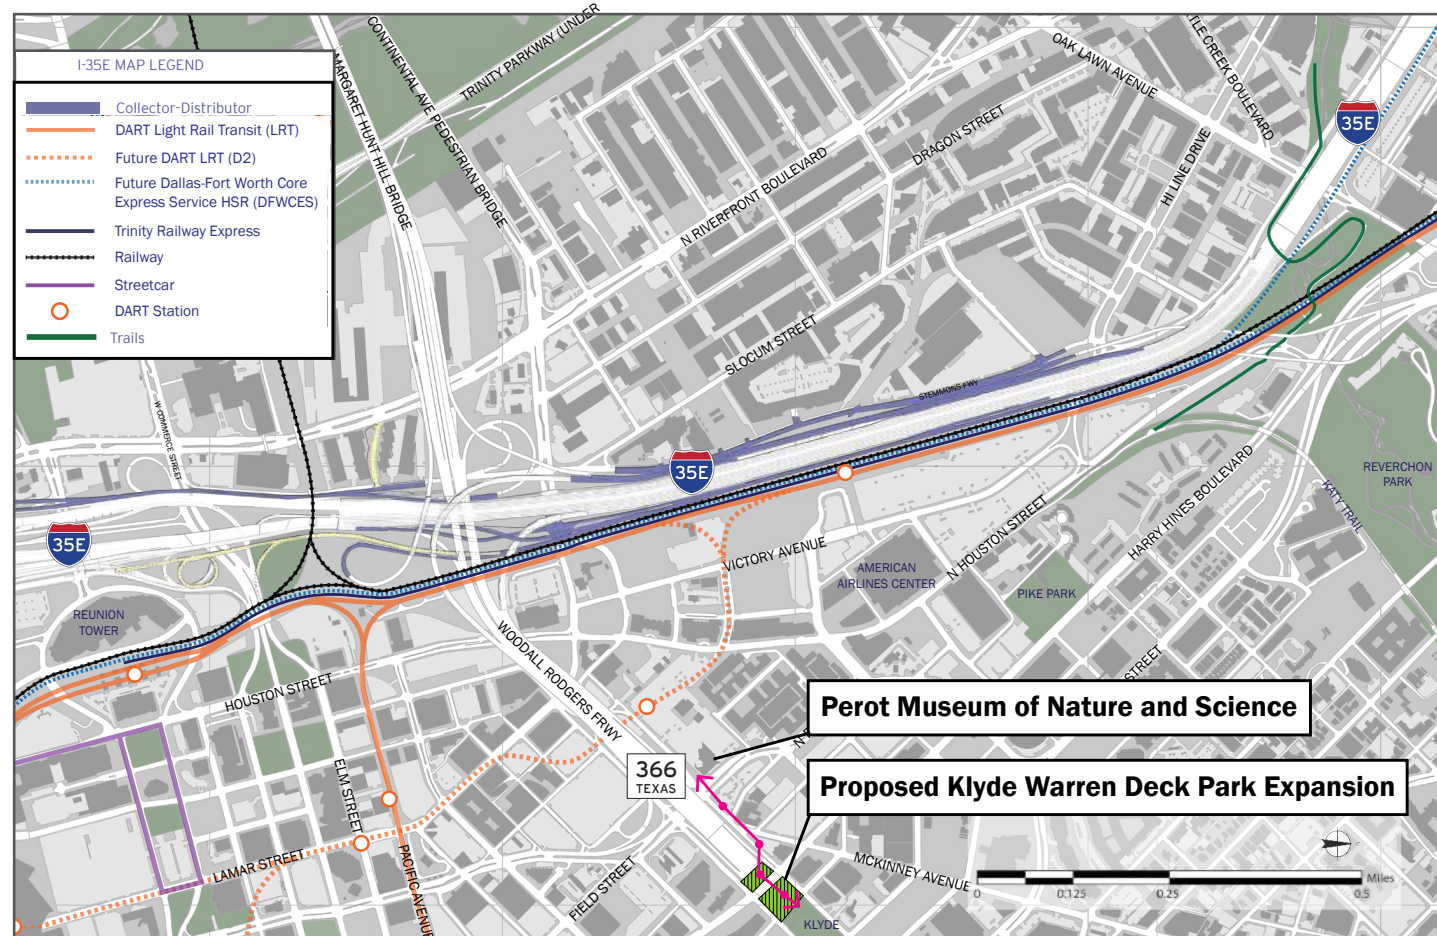 I-35E MAP LEGEND
Collector-Distributor
DART Light Rail Transit (LRT)
Future DART LRT (D2)
Future Dallas-Fort Worth Core
Express Service HSR (DFWCES)
Trinity Railway Express
Railway
Streetcar
DART Station
Trails
MARGARET HUNT HILL BRIDGE
CONTINENTAL AVE PEDESTRIAN BRIDGE
TRINITY PARKWAY (UNDER
OAK LAWN AVENUE
TLE CREEK BOULEVARD
DRAGON STREET
HI LINE DRIVE
N RIVERFRONT BOULEVARD
SLOCUM STREET
STEMMONS FWY
35E
35E
35E
W COMMERCE STREET
REVERCHON
PARK
KATY TRAIL
HARRY HINES BOULEVARD
N HOUSTON STREET
VICTORY AVENUE
AMERICAN
AIRLINES CENTER
PIKE PARK
REUNION
TOWER
HOUSTON STREET
WOODALL RODGERS FRWY
STREET
Perot Museum of Nature and Science
366
TEXAS
Proposed Klyde Warren Deck Park Expansion
ELM STREET
PACIFIC AVENUE
LAMAR STREET
FIELD STREET
MCKINNEY AVENUE
KLYDE
Miles
0
0.125
0.25
0.5